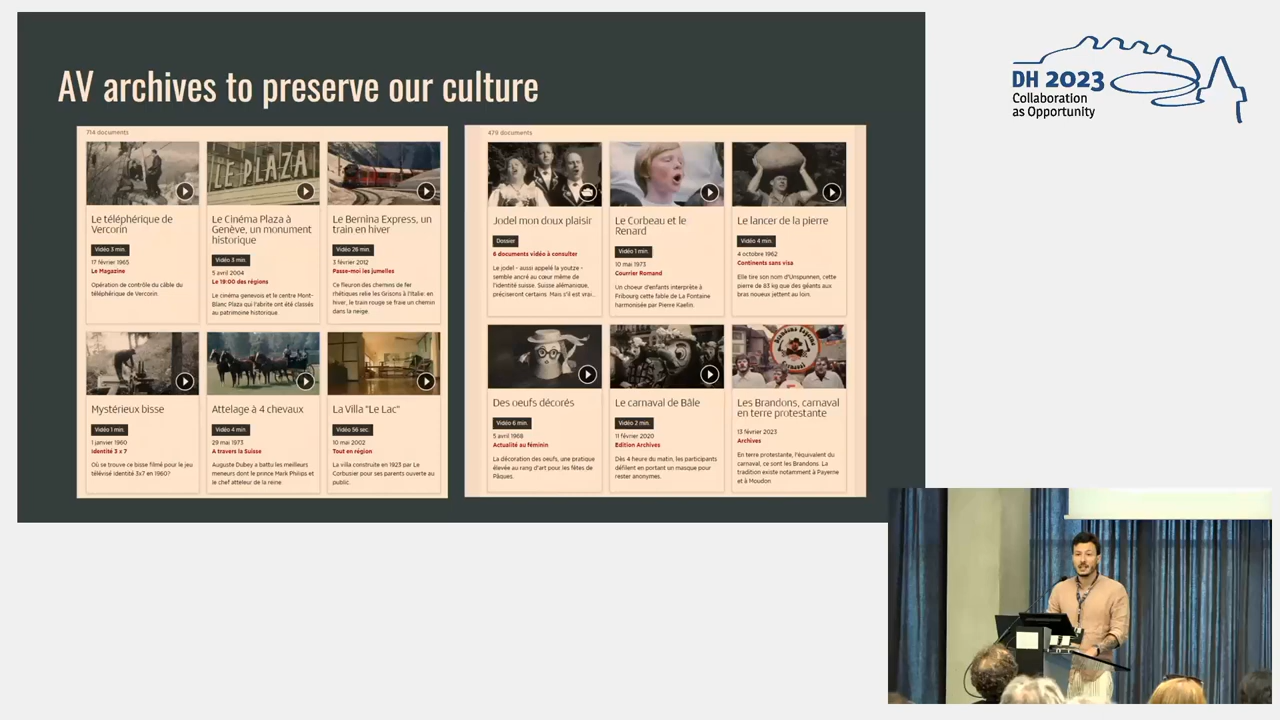 AV archives to preserve our culture
DH 2023
Collaboration
as Opportunity
714 documents
LE PLAZA
Le téléphérique de
Vercorin
Vidéo 3 min.
17 février 1965
Le Magazine
Opération de contrôle du câble du
téléphérique de Vercorin.
Le Cinéma Plaza à
Genève, un monument
historique
Vidéo 3 min.
5 avril 2004
Le 19:00 des régions
Le cinéma genevois et le centre Mont-
Blanc Plaza qui l'abrite ont été classés
au patrimoine historique.
Le Bernina Express, un
train en hiver
Vidéo 26 min
3 février 2012
Passe-moi les jumelles
Ce fleuron des chemins de fer
rhétiques relie les Grisons à l'Italie: en
hiver, le train rouge se fraie un chemin
dans la neige.
Mystérieux bisse
Vidéo 1 min.
1 janvier 1960
Identité 3 x 7
Où se trouve ce bisse filmé pour le jeu
télévisé Identité 3x7 en 1960?
Attelage à 4 chevaux
Vidéo 4 min.
29 mai 1973
A travers la Suisse
Auguste Dubey a battu les meilleurs
meneurs dont le prince Mark Philips et
le chef atteleur de la reine.
La Villa "Le Lac"
Vidéo 56 sec.
10 mai 2002
Tout en région
La villa construite en 1923 par Le
Corbusier pour ses parents ouverte au
public.
479 documents
Jodel mon doux plaisir
Dossier
6 documents vidéo à consulter
Le jodel - aussi appelé la youtze -
semble ancré au cœur même de
l'identité suisse. Suisse alémanique,
préciseront certains. Mais s'il est vrai...
Le Corbeau et le
Renard
Vidéo 1 min.
10 mai 1973
Courrier Romand
Un choeur d'enfants interprète à
Fribourg cette fable de La Fontaine
harmonisée par Pierre Kaelin.
Le lancer de la pierre
Vidéo 4 min.
4 octobre 1962
Continents sans visa
Elle tire son nom d'Unspunnen, cette
pierre de 83 kg que des géants aux
bras noueux jettent au loin.
Des oeufs décorés
Vidéo 6 min.
5 avril 1968
Actualité au féminin
La décoration des oeufs, une pratique
élevée au rang d'art pour les fêtes de
Pâques.
Le carnaval de Bâle
Vidéo 2 min.
11 février 2020
Edition Archives
Dès 4 heure du matin, les participants
défilent en portant un masque pour
rester anonymes.
Les Brandons, carnaval
en terre protestante
13 février 2023
Archives
En terre protestante, l'équivalent du
carnaval, ce sont les Brandons. La
tradition existe notamment à Payerne
et à Moudon